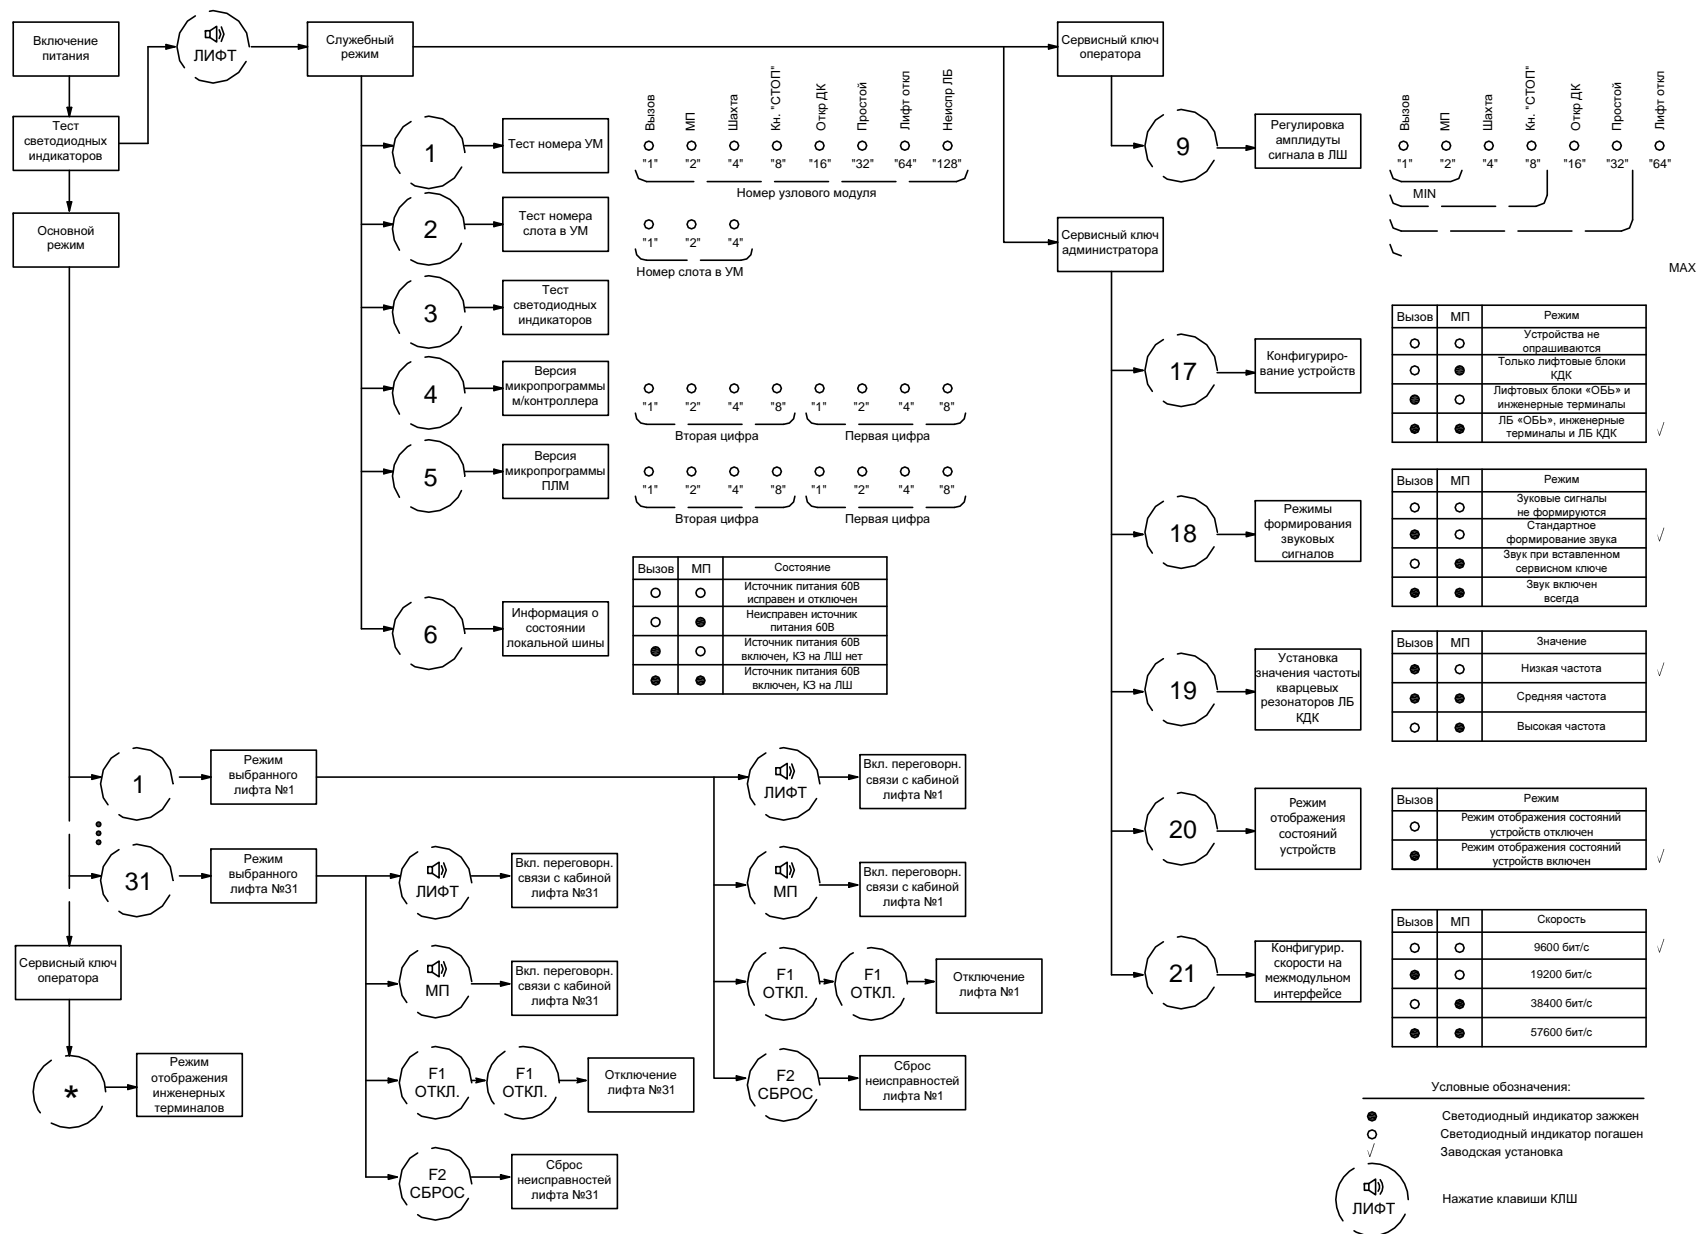 Включение
питания
Тест
светодиодных
индикаторов
Основной
режим
ЛИФТ
Служебный
режим
1
Тест номера УМ
Вызов
МП
Шахта
Кн. "СТОП"
Откр ДК
Простой
Лифт откл
Неиспр ЛБ
"1" "2" "4" "8" "16" "32" "64" "128"
Номер узлового модуля
2
Тест номера
слота в УМ
"1" "2" "4"
Номер слота в УМ
3
Тест
светодиодных
индикаторов
4
Версия
микропрограммы
м/контроллера
"1" "2" "4" "8" "1" "2" "4" "8"
Вторая цифра Первая цифра
5
Версия
микропрограммы
ПЛМ
"1" "2" "4" "8" "1" "2" "4" "8"
Вторая цифра Первая цифра
6
Информация о
состоянии
локальной шины
Вызов МП Состояние
Источник питания 60В
исправен и отключен
Неисправен источник
питания 60В
Источник питания 60В
включен, КЗ на ЛШ нет
Источник питания 60В
включен, КЗ на ЛШ
Сервисный ключ
оператора
9
Регулировка
амплидуты
сигнала в ЛШ
Вызов
МП
Шахта
Кн. "СТОП"
Откр ДК
Простой
Лифт откл
"1" "2" "4" "8" "16" "32" "64"
MIN
MAX
Сервисный ключ
администратора
17
Конфигуриро-
вание устройств
Вызов МП Режим
Устройства не
опрашиваются
Только лифтовые блоки
КДК
Лифтовых блоки «ОБЬ» и
инженерные терминалы
ЛБ «ОБЬ», инженерные
терминалы и ЛБ КДК √
18
Режимы
формирования
звуковых
сигналов
Вызов МП Режим
Зуковые сигналы
не формируются
Стандартное
формирование звука √
Звук при вставленном
сервисном ключе
Звук включен
всегда
19
Установка
значения частоты
кварцевых
резонаторов ЛБ
КДК
Вызов МП Значение
Низкая частота √
Средняя частота
Высокая частота
20
Режим
отображения
состояний
устройств
Вызов Режим
Режим отображения состояний
устройств отключен
Режим отображения состояний
устройств включен √
21
Конфигурир.
скорости на
межмодульном
интерфейсе
Вызов МП Скорость
9600 бит/с √
19200 бит/с
38400 бит/с
57600 бит/с
1
Режим
выбранного
лифта №1
ЛИФТ
Вкл. переговорн.
связи с кабиной
лифта №1
МП
Вкл. переговорн.
связи с кабиной
лифта №1
F1
ОТКЛ.
F1
ОТКЛ.
Отключение
лифта №1
F2
СБРОС
Сброс
неисправностей
лифта №1
31
Режим
выбранного
лифта №31
ЛИФТ
Вкл. переговорн.
связи с кабиной
лифта №31
МП
Вкл. переговорн.
связи с кабиной
лифта №31
F1
ОТКЛ.
F1
ОТКЛ.
Отключение
лифта №31
F2
СБРОС
Сброс
неисправностей
лифта №31
Сервисный ключ
оператора
*
Режим
отображения
инженерных
терминалов
Условные обозначения:
Светодиодный индикатор зажжен
Светодиодный индикатор погашен
√ Заводская установка
ЛИФТ
Нажатие клавиши КЛШ